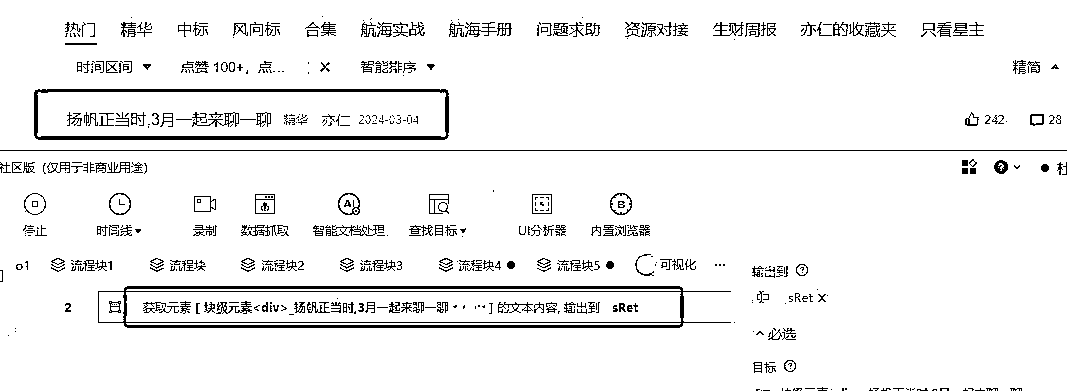 热门 精华 中标 风向标 合集 航海实战 航海手册 问题求助 资源对接 生财周报 亦仁的收藏夹 只看星主
时间区间 点赞 100+，点... 智能排序 精简
扬帆正当时,3月一起来聊一聊 精华 亦仁 2024-03-04 242 28
社区版（仅用于非商业用途） 社
停止 时间线 录制 数据抓取 智能文档处理 查找目标 UI分析器 内置浏览器
o1 流程块1 流程块 流程块2 流程块3 流程块4 流程块5 可视化 ...
输出到
2 获取元素 [ 块级元素<div>_扬帆正当时,3月一起来聊一聊 ] 的文本内容, 输出到 sRet
sRet
必选
目标